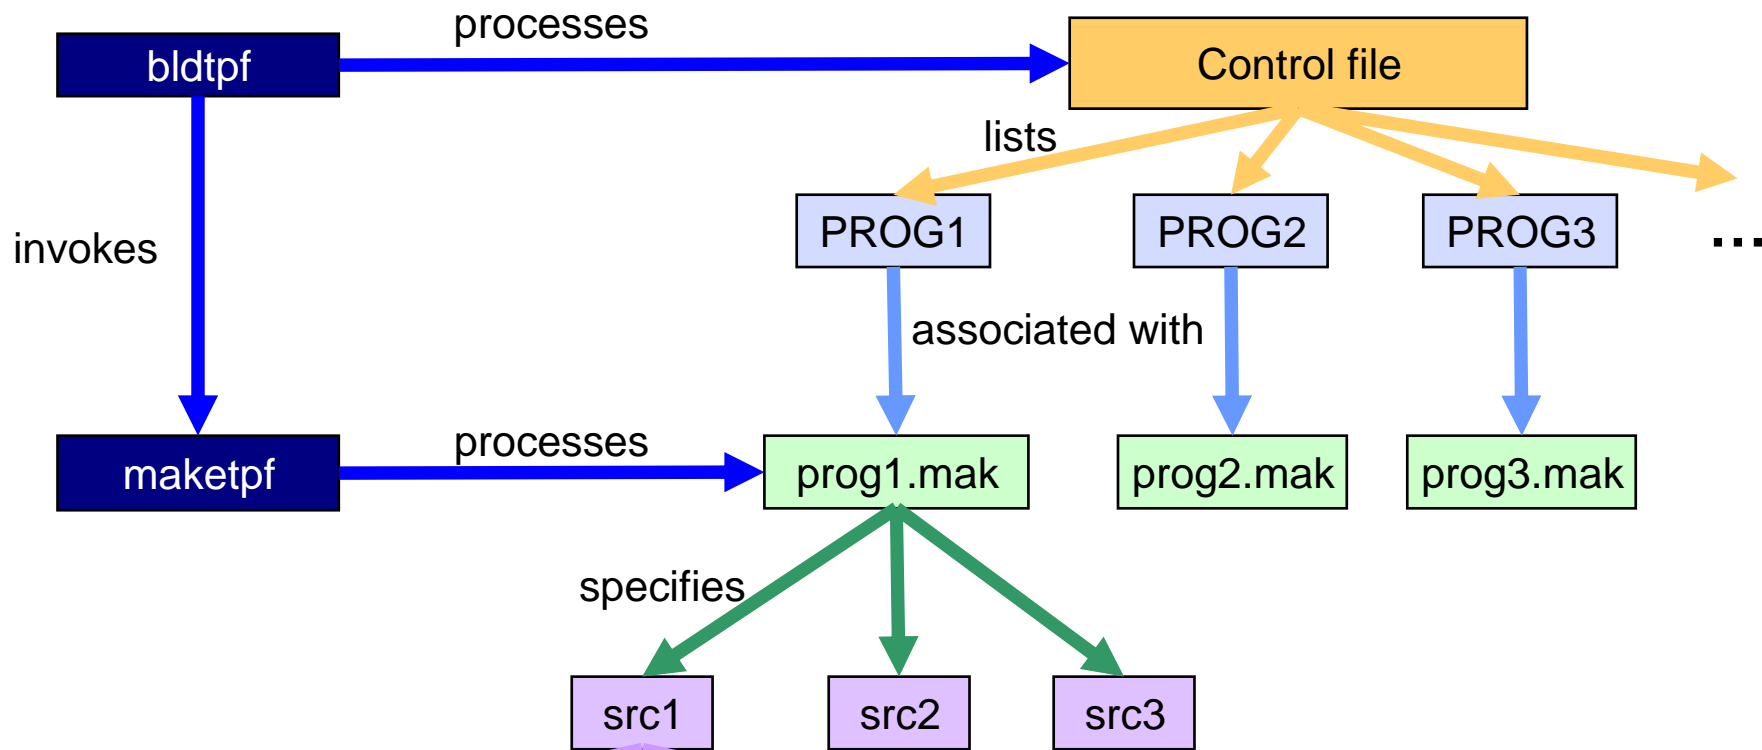 processes
bldtpf
Control file
lists
PROG1
PROG2
PROG3
...
invokes
associated with
processes
maketpf
prog1.mak
prog2.mak
prog3.mak
specifies
src1
src2
src3